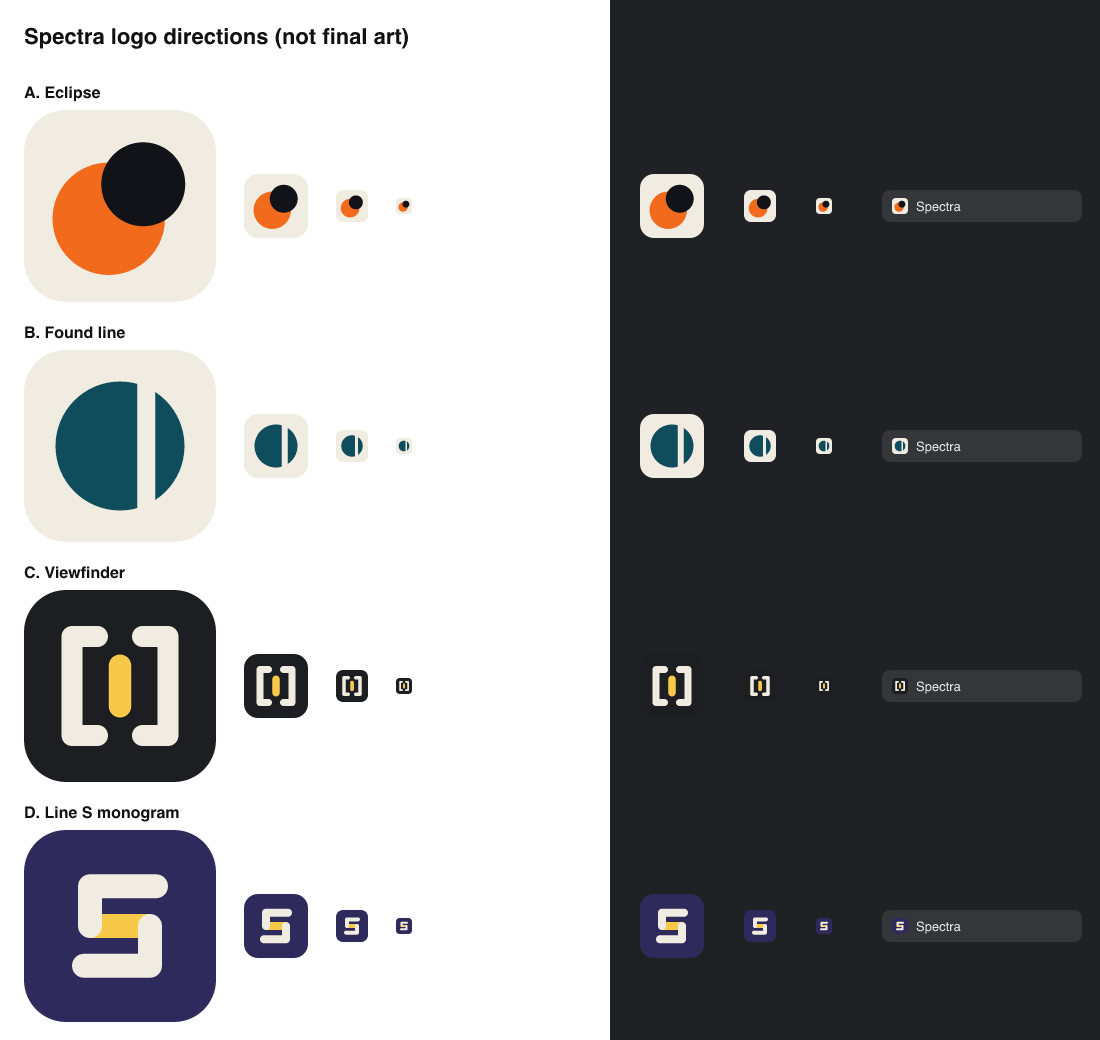 Spectra logo directions (not final art)
A. Eclipse
Spectra
B. Found line
Spectra
C. Viewfinder
Spectra
D. Line S monogram
Spectra